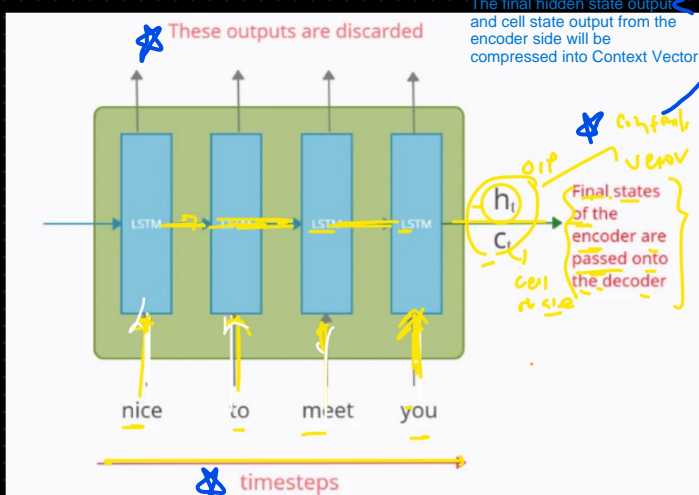 The final hidden state output
and cell state output from the
encoder side will be
compressed into Context Vector
These outputs are discarded
LSTM
LSTM
LSTM
o/p
ht
Ct
cell
state
Final states
of the
encoder are
passed onto
the decoder
nice to meet you
timesteps